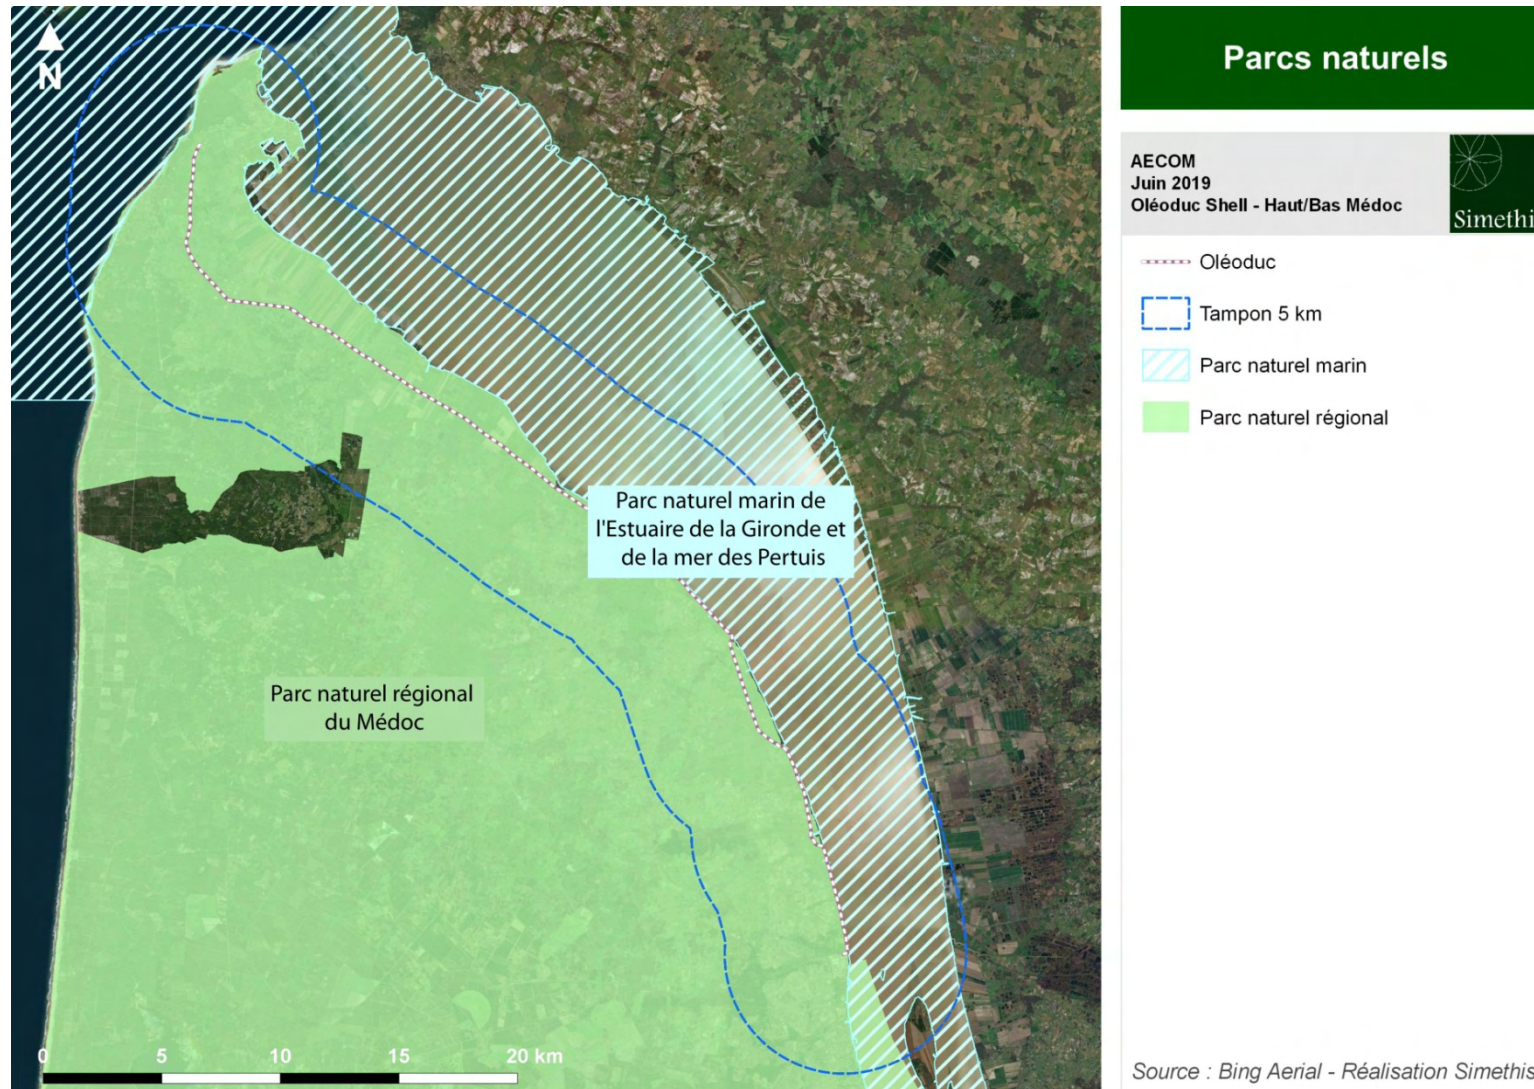 N
Parc naturel marin de
l'Estuaire de la Gironde et
de la mer des Pertuis
Parc naturel régional
du Médoc
0 5 10 15 20 km
Parcs naturels
AECOM
Juin 2019
Oléoduc Shell - Haut/Bas Médoc
Simethi
Oléoduc
Tampon 5 km
Parc naturel marin
Parc naturel régional
Source : Bing Aerial - Réalisation Simethis